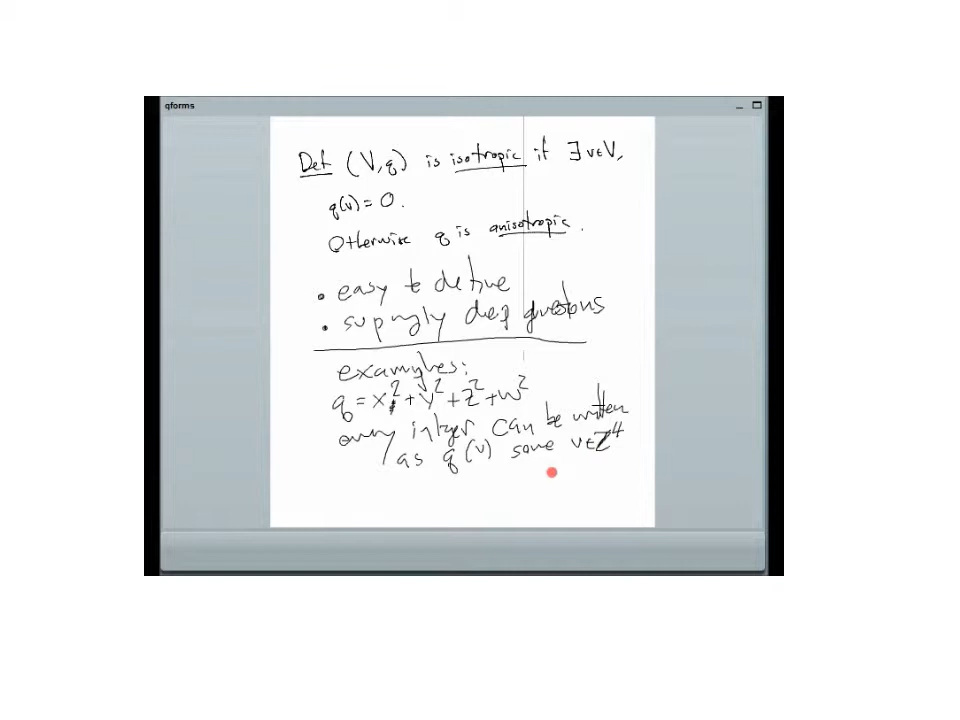 qforms
Def (V,q) is isotropic if ∃ v∈V,
q(v) = 0.
Otherwise q is anisotropic.
• easy to define
• suprngly deep questions
examples:
q = x² + y² + z² + w²
every integer can be written
as q(v) some v∈ℤ⁴